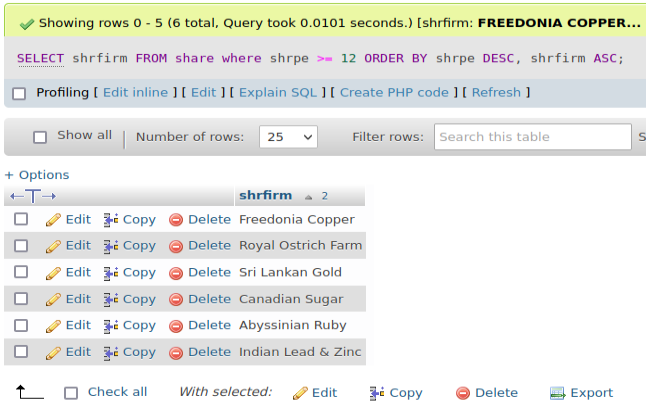 Showing rows 0 - 5 (6 total, Query took 0.0101 seconds.) [shrfirm: FREEDONIA COPPER...
SELECT shrfirm FROM share where shrpe >= 12 ORDER BY shrpe DESC, shrfirm ASC;
Profiling [ Edit inline ] [ Edit ] [ Explain SQL ] [ Create PHP code ] [ Refresh ]
Show all Number of rows: 25 Filter rows: Search this table S
+ Options
←T→ shrfirm 2
Edit Copy Delete Freedonia Copper
Edit Copy Delete Royal Ostrich Farm
Edit Copy Delete Sri Lankan Gold
Edit Copy Delete Canadian Sugar
Edit Copy Delete Abyssinian Ruby
Edit Copy Delete Indian Lead & Zinc
Check all With selected: Edit Copy Delete Export